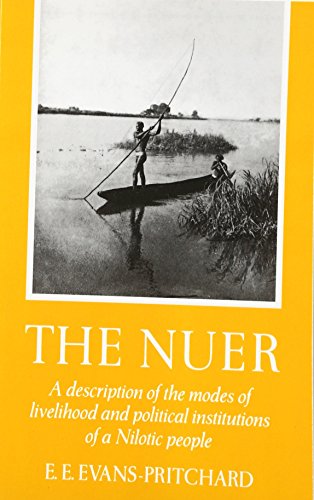 THE NUER
A description of the modes of
livelihood and political institutions
of a Nilotic people
E. E. EVANS-PRITCHARD